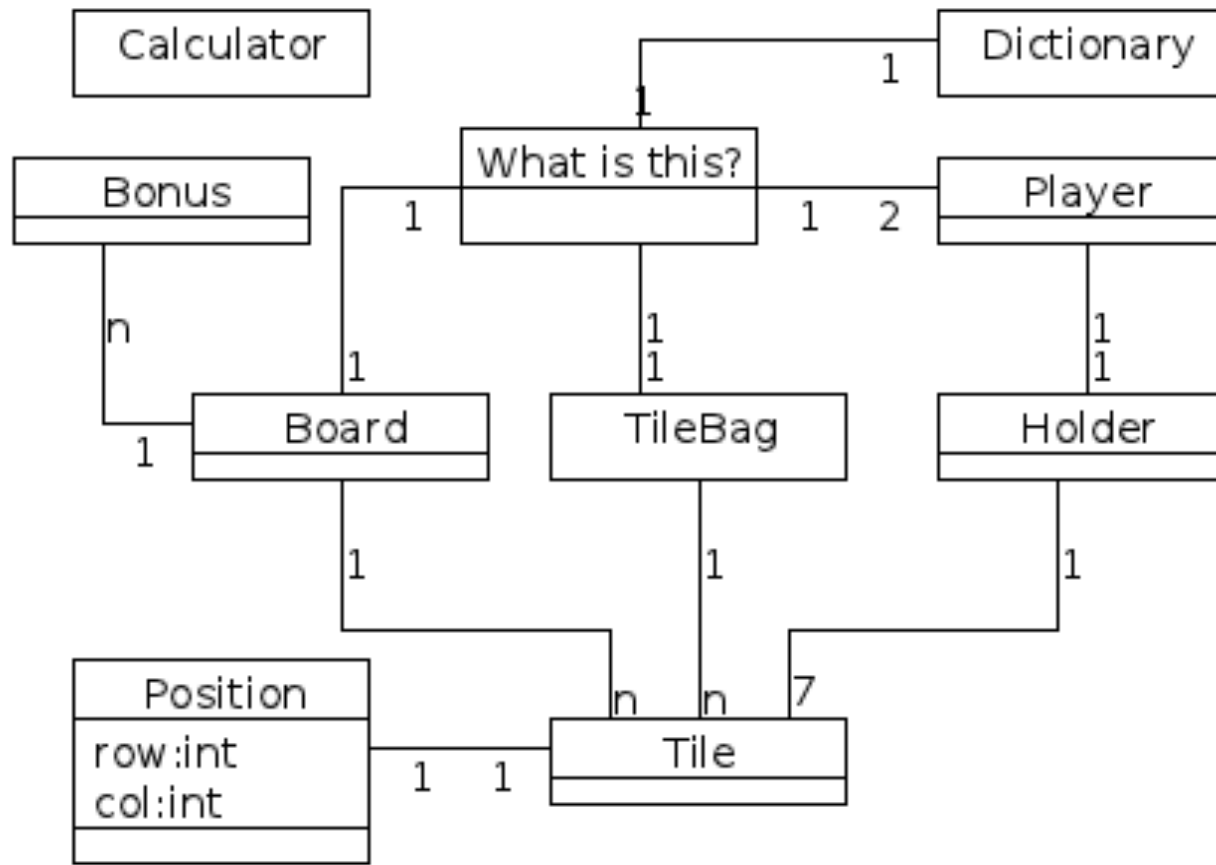 Calculator
Dictionary
1
1
What is this?
Bonus
Player
1
1
2
n
1
1
1
1
1
Board
TileBag
Holder
1
1
1
1
n
n
7
Position
row:int
col:int
Tile
1
1